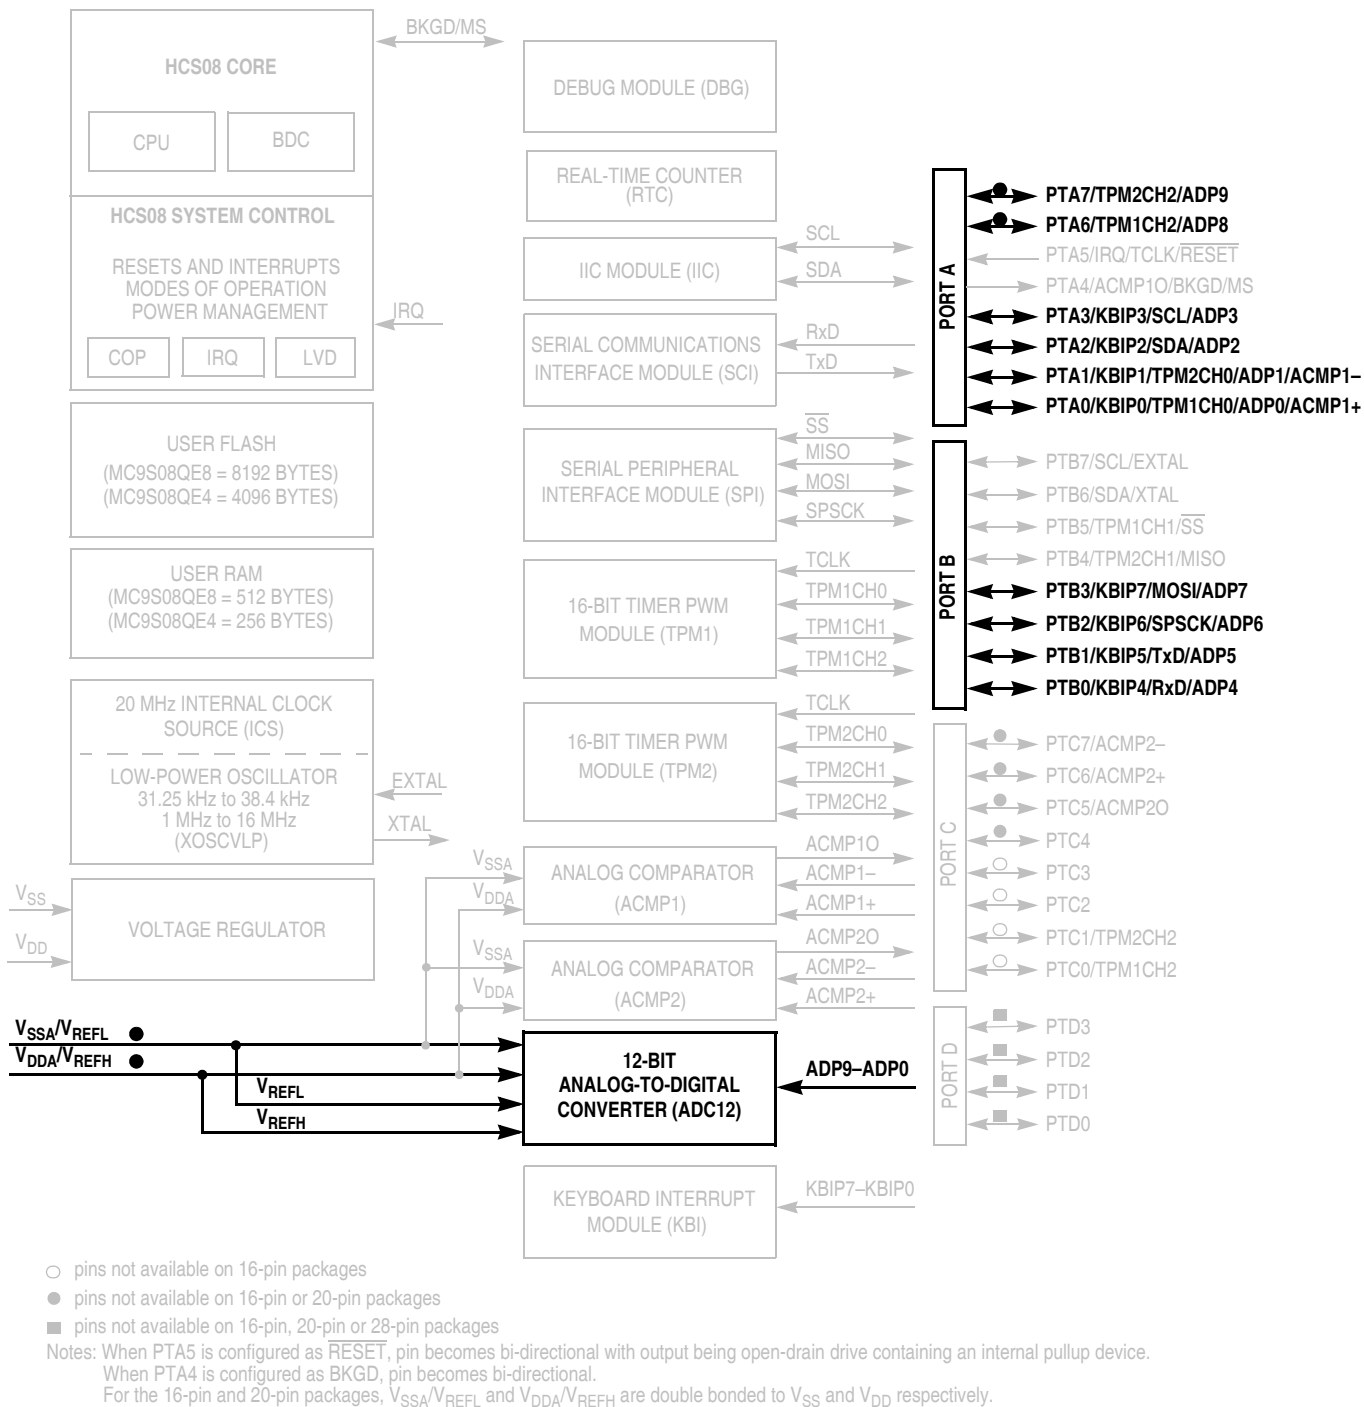 BKGD/MS
HCS08 CORE
CPU
BDC
HCS08 SYSTEM CONTROL
RESETS AND INTERRUPTS
MODES OF OPERATION
POWER MANAGEMENT
IRQ
COP
IRQ
LVD
USER FLASH
(MC9S08QE8 = 8192 BYTES)
(MC9S08QE4 = 4096 BYTES)
USER RAM
(MC9S08QE8 = 512 BYTES)
(MC9S08QE4 = 256 BYTES)
20 MHz INTERNAL CLOCK
SOURCE (ICS)
LOW-POWER OSCILLATOR
31.25 kHz to 38.4 kHz
1 MHz to 16 MHz
(XOSCVLP)
EXTAL
XTAL
VSS
VDD
VOLTAGE REGULATOR
VSSA/VREFL
VDDA/VREFH
VREFL
VREFH
DEBUG MODULE (DBG)
REAL-TIME COUNTER
(RTC)
IIC MODULE (IIC)
SCL
SDA
SERIAL COMMUNICATIONS
INTERFACE MODULE (SCI)
RxD
TxD
SERIAL PERIPHERAL
INTERFACE MODULE (SPI)
SS
MISO
MOSI
SPSCK
16-BIT TIMER PWM
MODULE (TPM1)
TCLK
TPM1CH0
TPM1CH1
TPM1CH2
16-BIT TIMER PWM
MODULE (TPM2)
TCLK
TPM2CH0
TPM2CH1
TPM2CH2
VSSA
VDDA
ANALOG COMPARATOR
(ACMP1)
ACMP1O
ACMP1–
ACMP1+
VSSA
VDDA
ANALOG COMPARATOR
(ACMP2)
ACMP2O
ACMP2–
ACMP2+
12-BIT
ANALOG-TO-DIGITAL
CONVERTER (ADC12)
ADP9–ADP0
KEYBOARD INTERRUPT
MODULE (KBI)
KBIP7–KBIP0
PORT A
PTA7/TPM2CH2/ADP9
PTA6/TPM1CH2/ADP8
PTA5/IRQ/TCLK/RESET
PTA4/ACMP1O/BKGD/MS
PTA3/KBIP3/SCL/ADP3
PTA2/KBIP2/SDA/ADP2
PTA1/KBIP1/TPM2CH0/ADP1/ACMP1–
PTA0/KBIP0/TPM1CH0/ADP0/ACMP1+
PORT B
PTB7/SCL/EXTAL
PTB6/SDA/XTAL
PTB5/TPM1CH1/SS
PTB4/TPM2CH1/MISO
PTB3/KBIP7/MOSI/ADP7
PTB2/KBIP6/SPSCK/ADP6
PTB1/KBIP5/TxD/ADP5
PTB0/KBIP4/RxD/ADP4
PORT C
PTC7/ACMP2–
PTC6/ACMP2+
PTC5/ACMP2O
PTC4
PTC3
PTC2
PTC1/TPM2CH2
PTC0/TPM1CH2
PORT D
PTD3
PTD2
PTD1
PTD0
pins not available on 16-pin packages
pins not available on 16-pin or 20-pin packages
pins not available on 16-pin, 20-pin or 28-pin packages
Notes: When PTA5 is configured as RESET, pin becomes bi-directional with output being open-drain drive containing an internal pullup device.
When PTA4 is configured as BKGD, pin becomes bi-directional.
For the 16-pin and 20-pin packages, VSSA/VREFL and VDDA/VREFH are double bonded to VSS and VDD respectively.